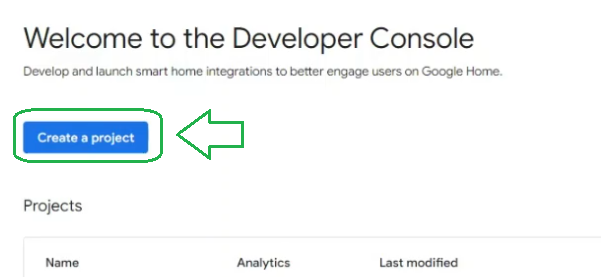 Welcome to the Developer Console
Develop and launch smart home integrations to better engage users on Google Home.
Create a project
Projects
Name Analytics Last modified